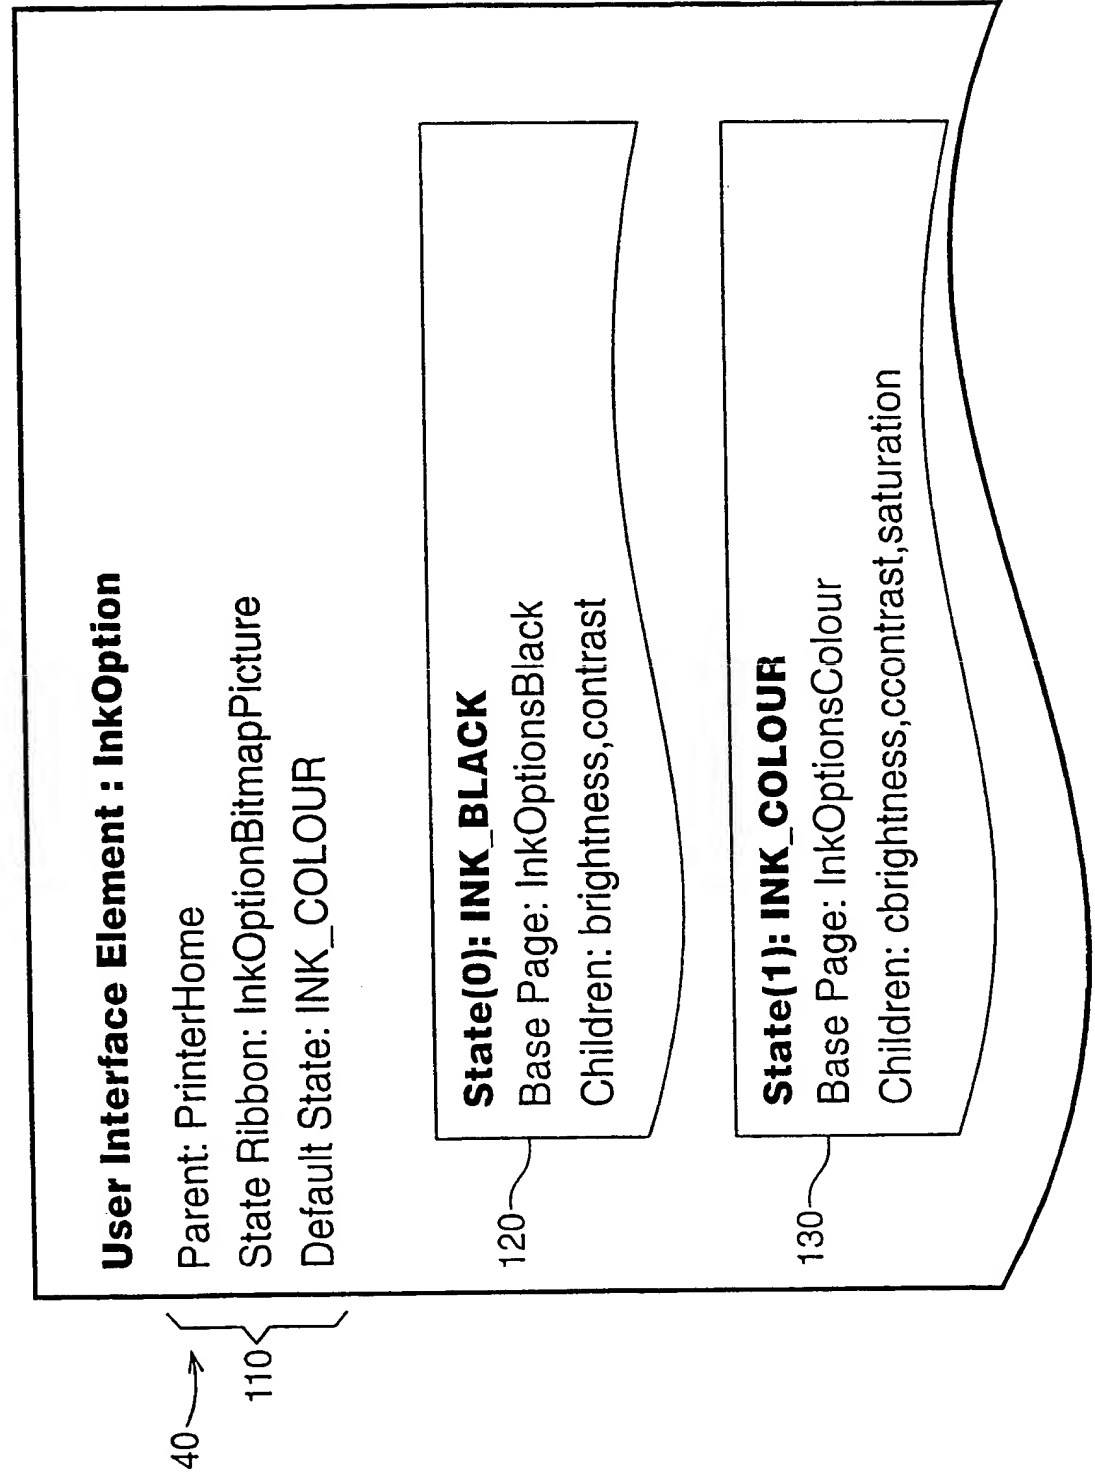 User Interface Element : InkOption
Parent: PrinterHome
State Ribbon: InkOptionBitmapPicture
Default State: INK_COLOUR
40
110
State(0): INK_BLACK
Base Page: InkOptionsBlack
Children: brightness,contrast
120
State(1): INK_COLOUR
Base Page: InkOptionsColour
Children: cbrightness,ccontrast,saturation
130